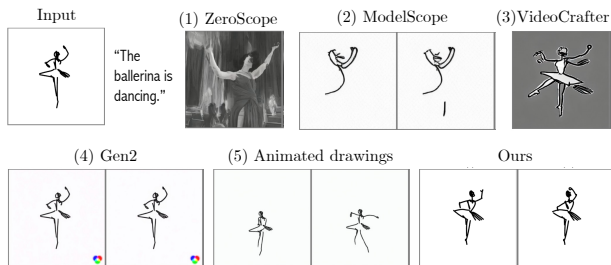 Input
(1) ZeroScope
(2) ModelScope
(3)VideoCrafter
“The
ballerina is
dancing.”
(4) Gen2
(5) Animated drawings
Ours